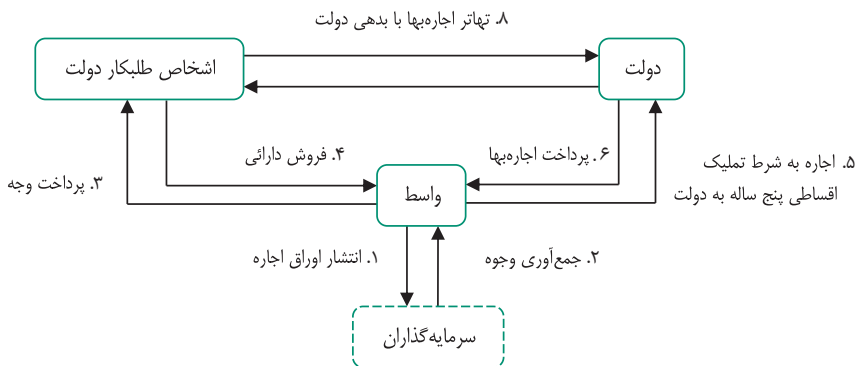 ۸. تهاتر اجاره‌بها با بدهی دولت
اشخاص طلبکار دولت
دولت
۴. فروش دارائی
۶. پرداخت اجاره‌بها
۵. اجاره به شرط تملیک
اقساطی پنج ساله به دولت
۳. پرداخت وجه
واسط
۱. انتشار اوراق اجاره
۲. جمع‌آوری وجوه
سرمایه‌گذاران